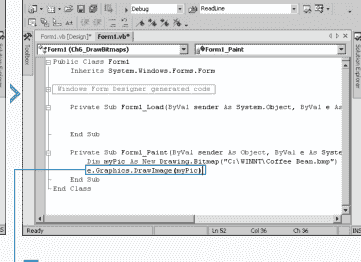 Debug
ReadLine
Form1.vb [Design]* Form1.vb*
Form1 (Ch6_DrawBitmaps) Form1_Paint
Toolbox
Solution Explorer
Public Class Form1
Inherits System.Windows.Forms.Form
Windows Form Designer generated code
Private Sub Form1_Load(ByVal sender As System.Object, ByVal e As
End Sub
Private Sub Form1_Paint(ByVal sender As Object, ByVal e As Syste
Dim myPic As New Drawing.Bitmap("C:\WINNT\Coffee Bean.bmp")
e.Graphics.DrawImage(myPic)
End Sub
End Class
Ready Ln 52 Col 36 Ch 36 INS